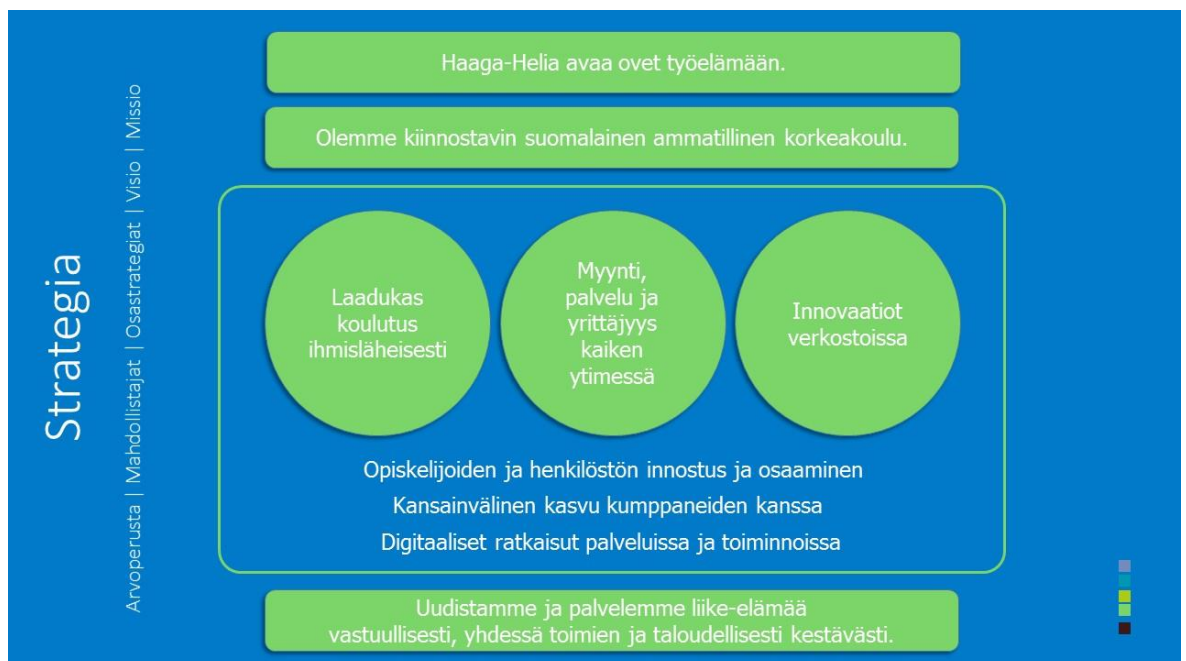 Strategia
Arvoperusta | Mahdollistajat | Osastrategiat | Visio | Missio
Haaga-Helia avaa ovet työelämään.
Olemme kiinnostavin suomalainen ammatillinen korkeakoulu.
Laadukas
koulutus
ihmisläheisesti
Myynti,
palvelu ja
yrittäjyys
kaiken
ytimessä
Innovaatiot
verkostoissa
Opiskelijoiden ja henkilöstön innostus ja osaaminen
Kansainvälinen kasvu kumppaneiden kanssa
Digitaaliset ratkaisut palveluissa ja toiminnoissa
Uudistamme ja palvelemme liike-elämää
vastuullisesti, yhdessä toimien ja taloudellisesti kestävästi.